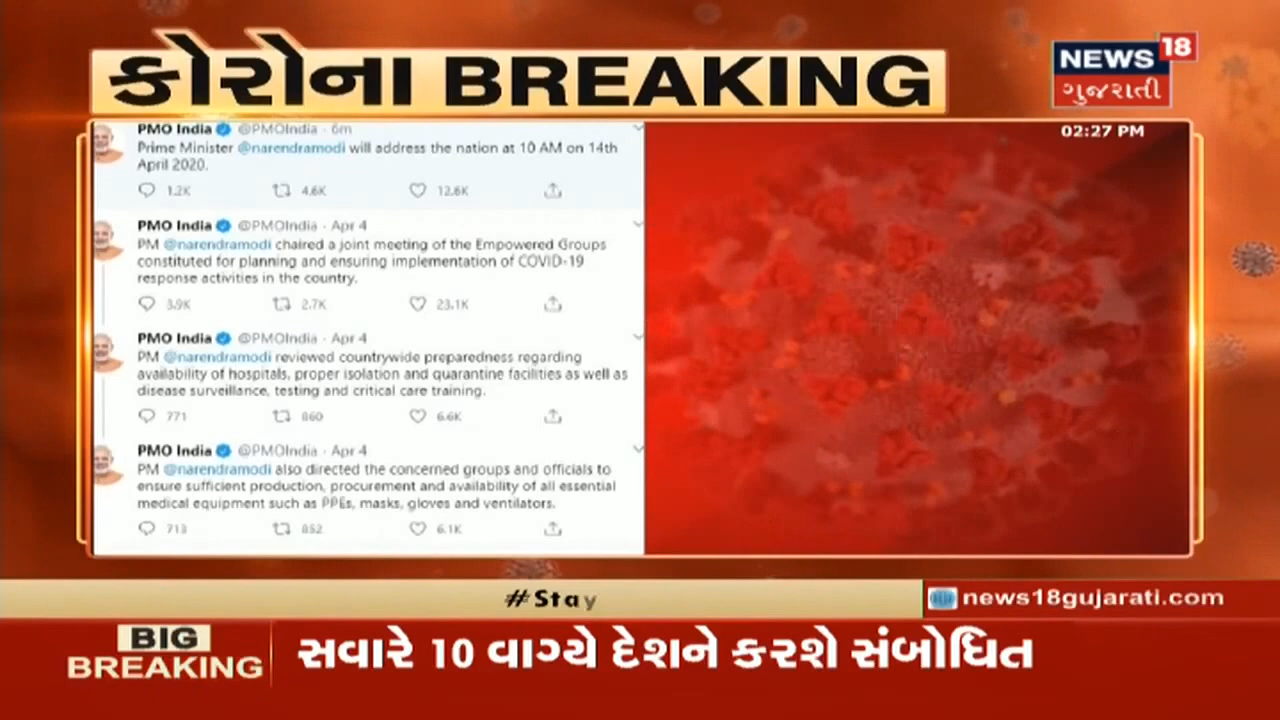 કોરોના BREAKING
NEWS 18
ગુજરાતી
02:27 PM
PMO India @PMOIndia · 6m
Prime Minister @narendramodi will address the nation at 10 AM on 14th
April 2020.
1.2K 4.6K 12.6K
PMO India @PMOIndia · Apr 4
PM @narendramodi chaired a joint meeting of the Empowered Groups
constituted for planning and ensuring implementation of COVID-19
response activities in the country.
3.9K 2.7K 23.1K
PMO India @PMOIndia · Apr 4
PM @narendramodi reviewed countrywide preparedness regarding
availability of hospitals, proper isolation and quarantine facilities as well as
disease surveillance, testing and critical care training.
771 860 6.6K
PMO India @PMOIndia · Apr 4
PM @narendramodi also directed the concerned groups and officials to
ensure sufficient production, procurement and availability of all essential
medical equipment such as PPEs, masks, gloves and ventilators.
713 852 6.1K
#Stay
news18gujarati.com
BIG
BREAKING
સવારે 10 વાગ્યે દેશને કરશે સંબોધિત